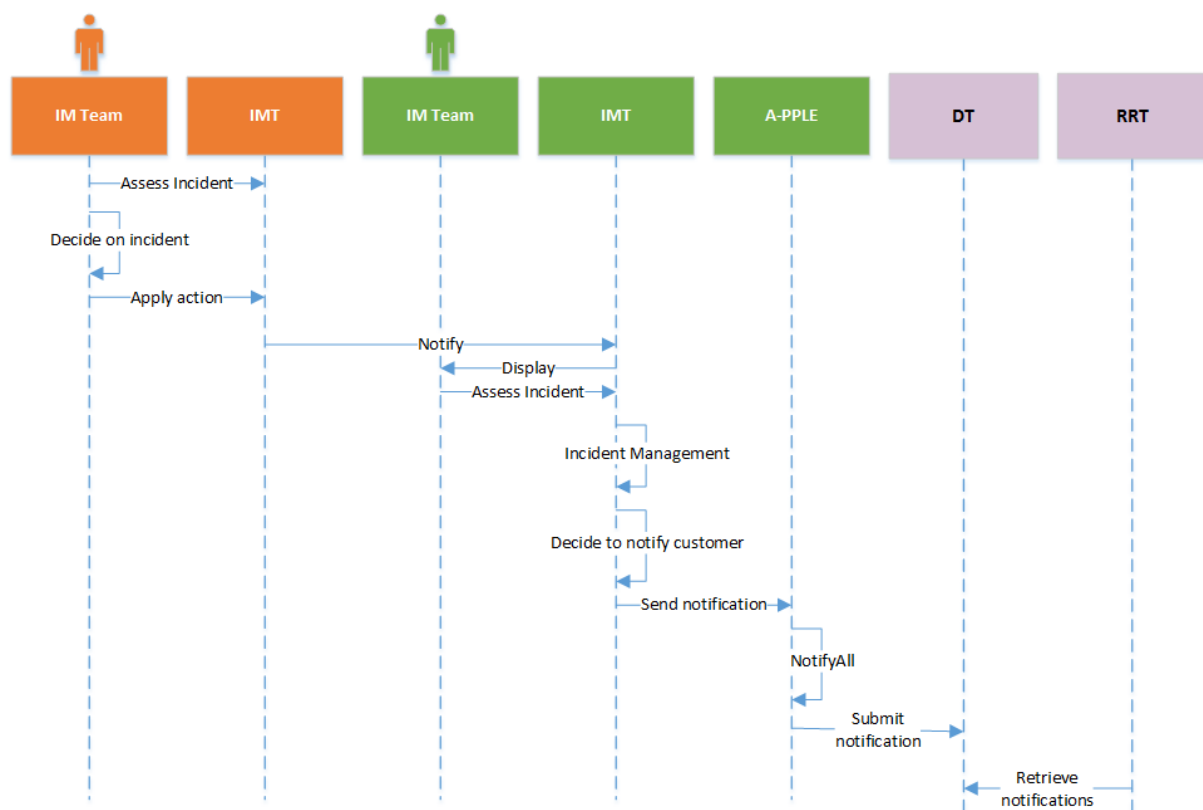 IM Team
IMT
IM Team
IMT
A-PPLE
DT
RRT
Assess Incident
Decide on incident
Apply action
Notify
Display
Assess Incident
Incident Management
Decide to notify customer
Send notification
NotifyAll
Submit
notification
Retrieve
notifications